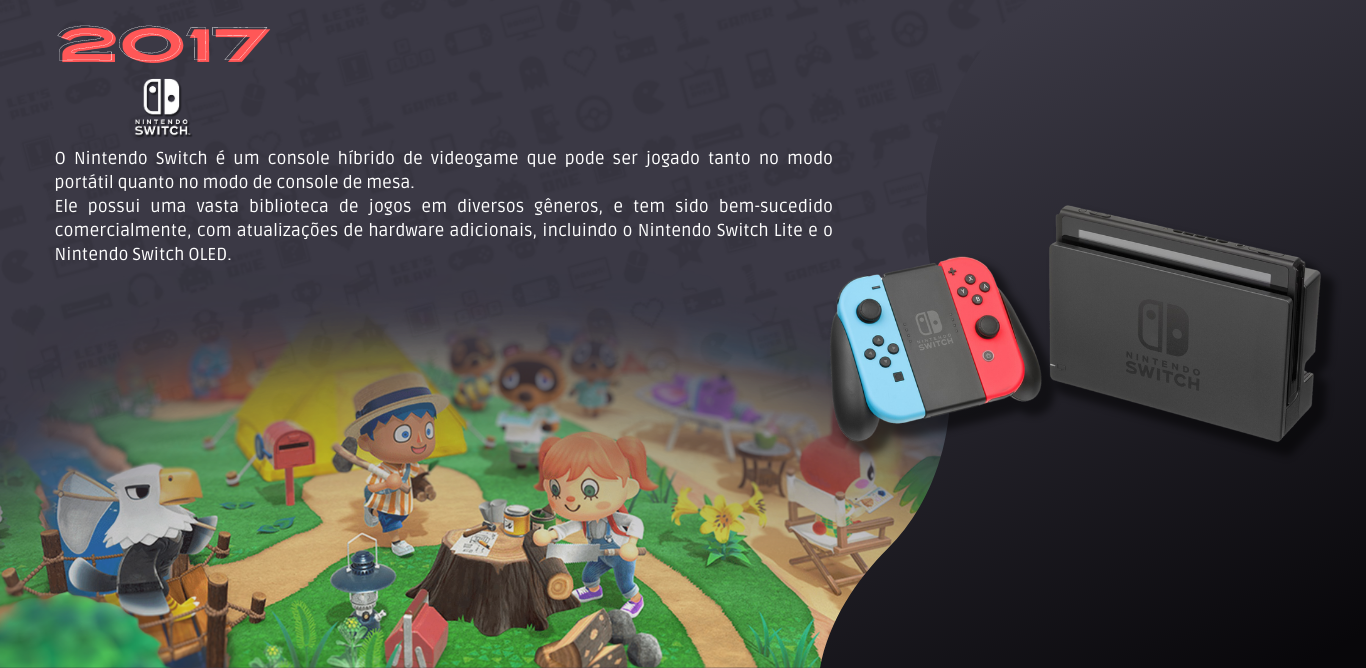 2017
NINTENDO
SWITCH
O Nintendo Switch é um console híbrido de videogame que pode ser jogado tanto no modo
portátil quanto no modo de console de mesa.
Ele possui uma vasta biblioteca de jogos em diversos gêneros, e tem sido bem-sucedido
comercialmente, com atualizações de hardware adicionais, incluindo o Nintendo Switch Lite e o
Nintendo Switch OLED.
X
Y
A
B
NINTENDO
SWITCH
NINTENDO
SWITCH